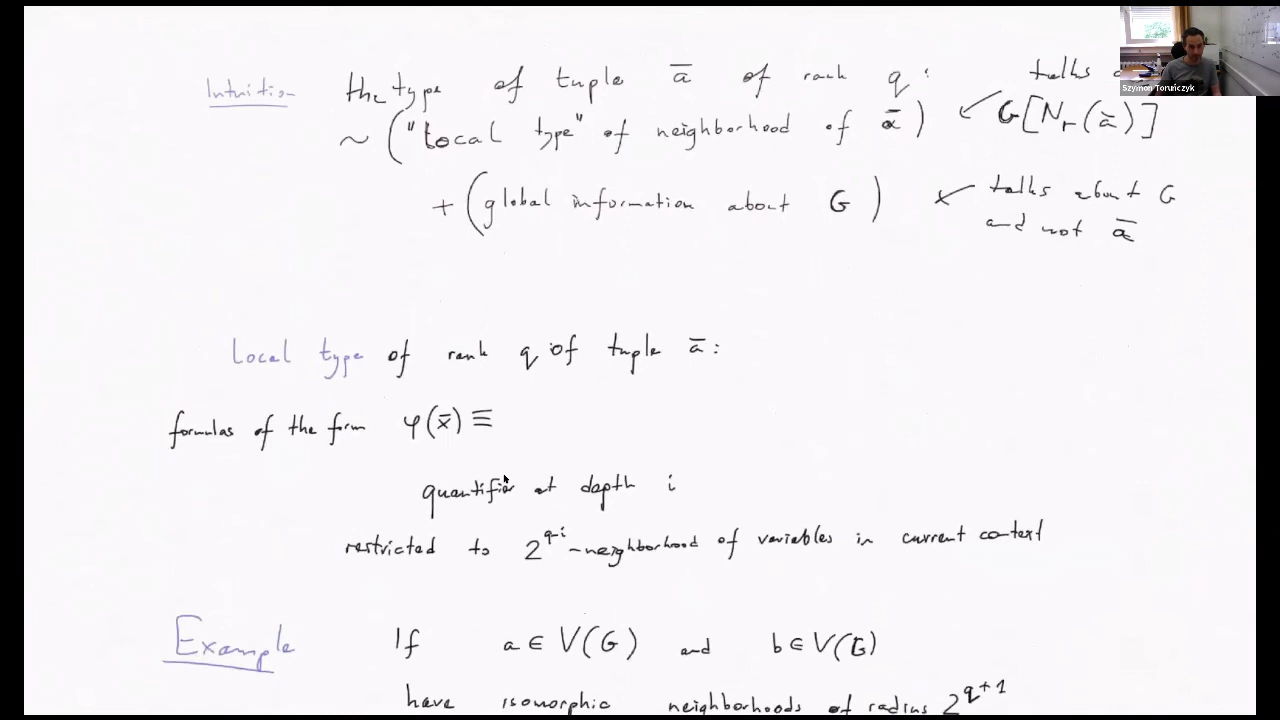 Intuition the type of tuple a̅ of rank q: talks
~ ("local type" of neighborhood of a̅) ↙ G[Nr(a̅)]
+ (global information about G) ↙ talks about G
and not a̅
Szymon Toruńczyk
Local type of rank q of tuple a̅:
formulas of the form φ(x̅) ≡
quantifier at depth i
restricted to 2^{q-i}-neighborhood of variables in current context
Example If a ∈ V(G) and b ∈ V(G)
have isomorphic neighborhoods of radius 2^{q+1}